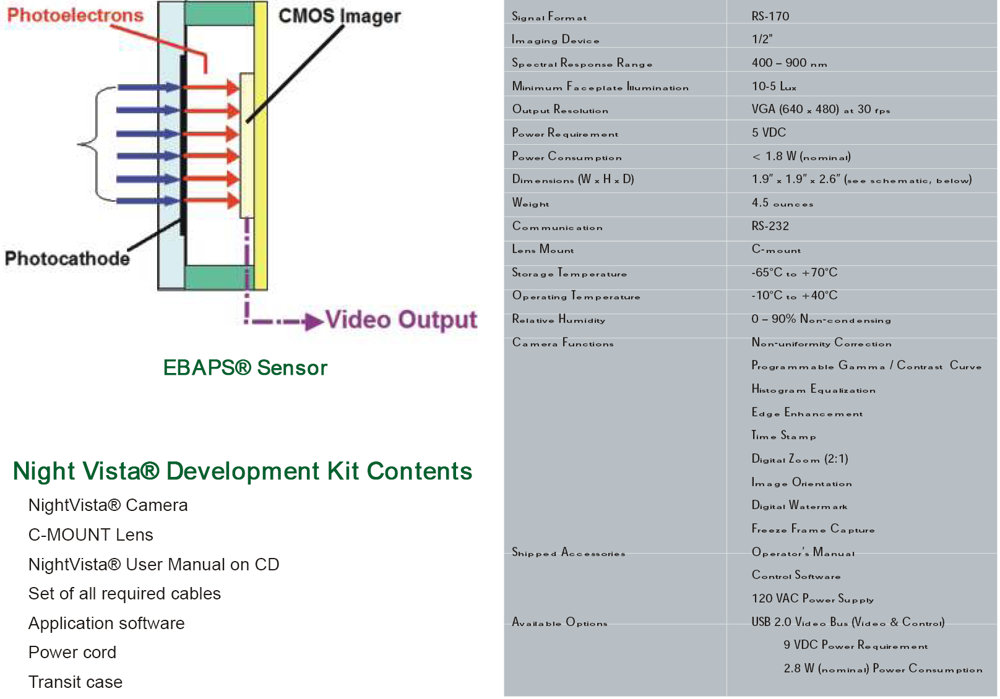 Photoelectrons
CMOS Imager
Photocathode
Video Output
EBAPS® Sensor
Night Vista® Development Kit Contents
NightVista® Camera
C-MOUNT Lens
NightVista® User Manual on CD
Set of all required cables
Application software
Power cord
Transit case
Signal Format RS-170
Imaging Device 1/2"
Spectral Response Range 400 – 900 nm
Minimum Faceplate Illumination 10-5 Lux
Output Resolution VGA (640 x 480) at 30 fps
Power Requirement 5 VDC
Power Consumption < 1.8 W (nominal)
Dimensions (W x H x D) 1.9” x 1.9” x 2.6” (see schematic, below)
Weight 4.5 ounces
Communication RS-232
Lens Mount C-mount
Storage Temperature -65°C to +70°C
Operating Temperature -10°C to +40°C
Relative Humidity 0 – 90% Non-condensing
Camera Functions Non-uniformity Correction
Programmable Gamma / Contrast Curve
Histogram Equalization
Edge Enhancement
Time Stamp
Digital Zoom (2:1)
Image Orientation
Digital Watermark
Freeze Frame Capture
Shipped Accessories Operator’s Manual
Control Software
120 VAC Power Supply
Available Options USB 2.0 Video Bus (Video & Control)
9 VDC Power Requirement
2.8 W (nominal) Power Consumption